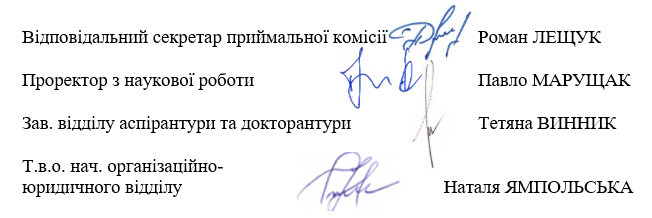 Відповідальний секретар приймальної комісії Роман ЛЕЩУК
Проректор з наукової роботи Павло МАРУЩАК
Зав. відділу аспірантури та докторантури Тетяна ВИННИК
Т.в.о. нач. організаційно-
юридичного відділу Наталя ЯМПОЛЬСЬКА